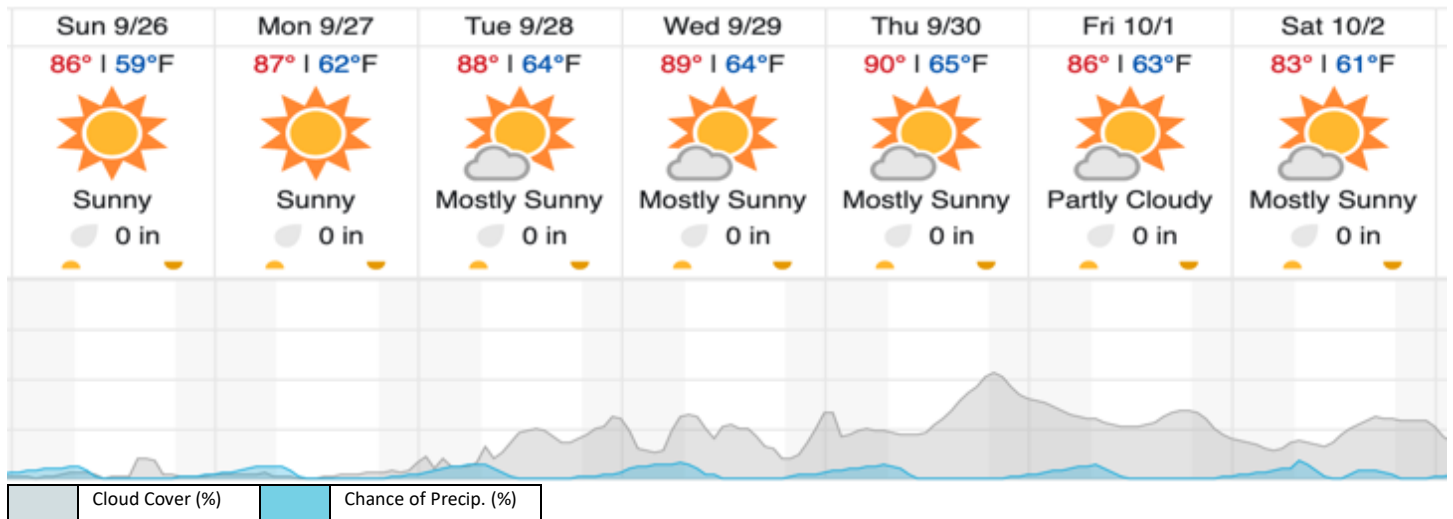 Sun 9/26 Mon 9/27 Tue 9/28 Wed 9/29 Thu 9/30 Fri 10/1 Sat 10/2
86° | 59°F 87° | 62°F 88° | 64°F 89° | 64°F 90° | 65°F 86° | 63°F 83° | 61°F
Sunny Sunny Mostly Sunny Mostly Sunny Mostly Sunny Partly Cloudy Mostly Sunny
0 in 0 in 0 in 0 in 0 in 0 in 0 in
Cloud Cover (%) Chance of Precip. (%)